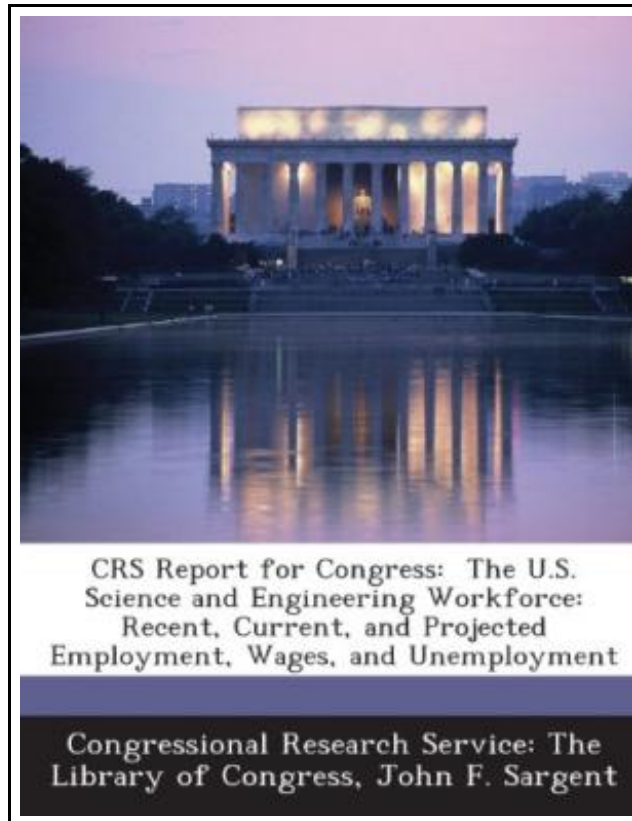 CRS Report for Congress: The U.S.
Science and Engineering Workforce:
Recent, Current, and Projected
Employment, Wages, and Unemployment
Congressional Research Service: The
Library of Congress, John F. Sargent